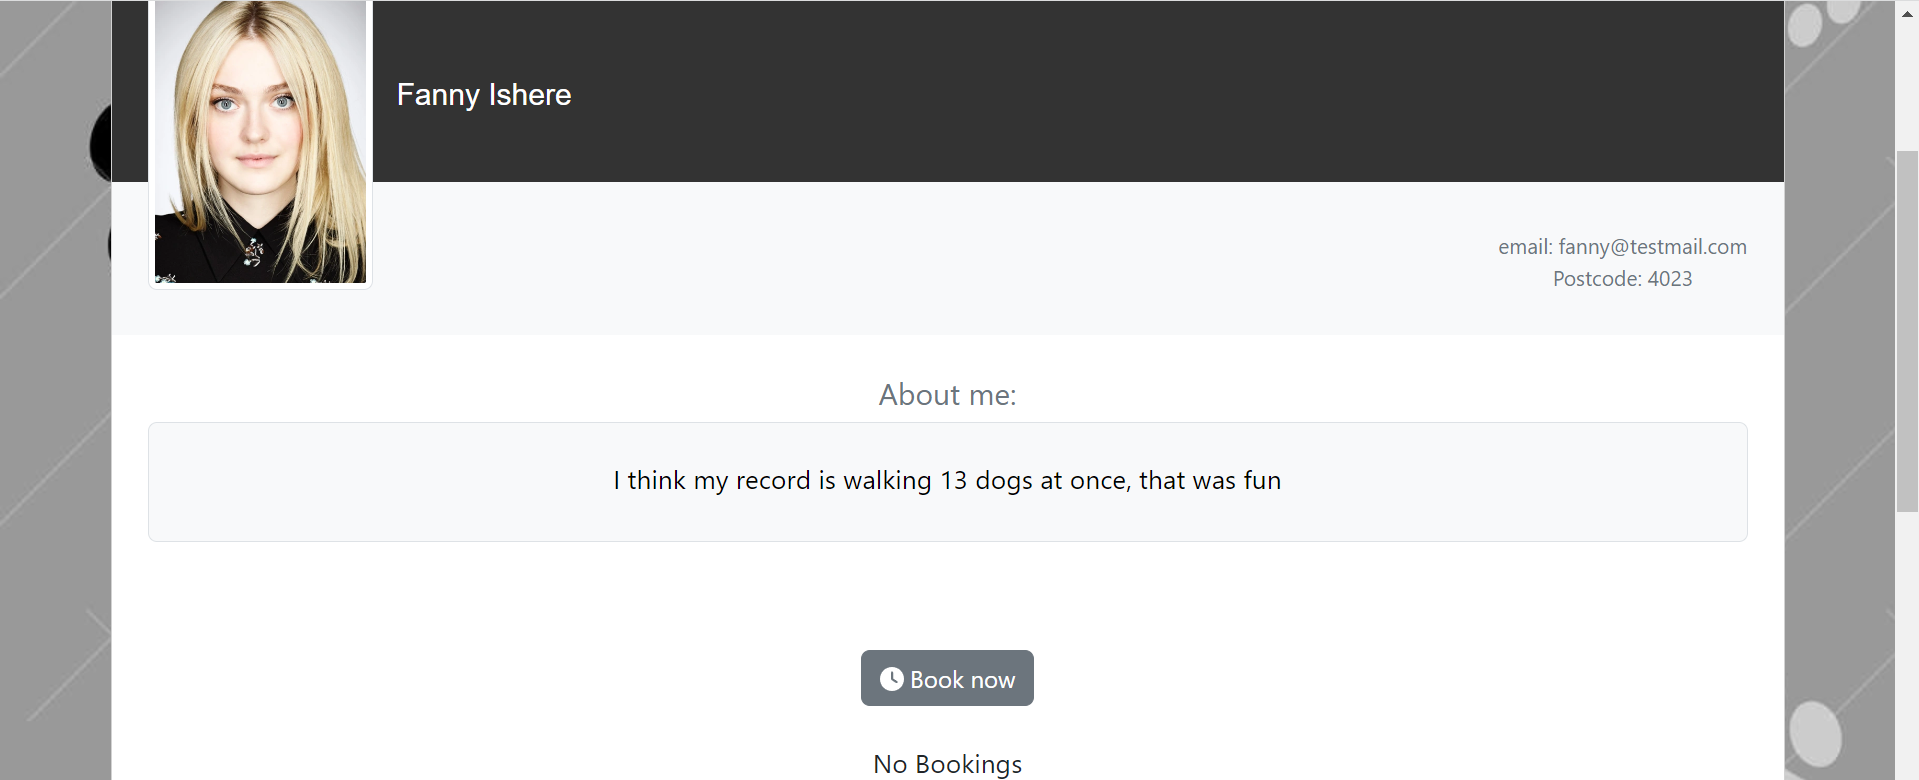 Fanny Ishere
email: fanny@testmail.com
Postcode: 4023
About me:
I think my record is walking 13 dogs at once, that was fun
Book now
No Bookings